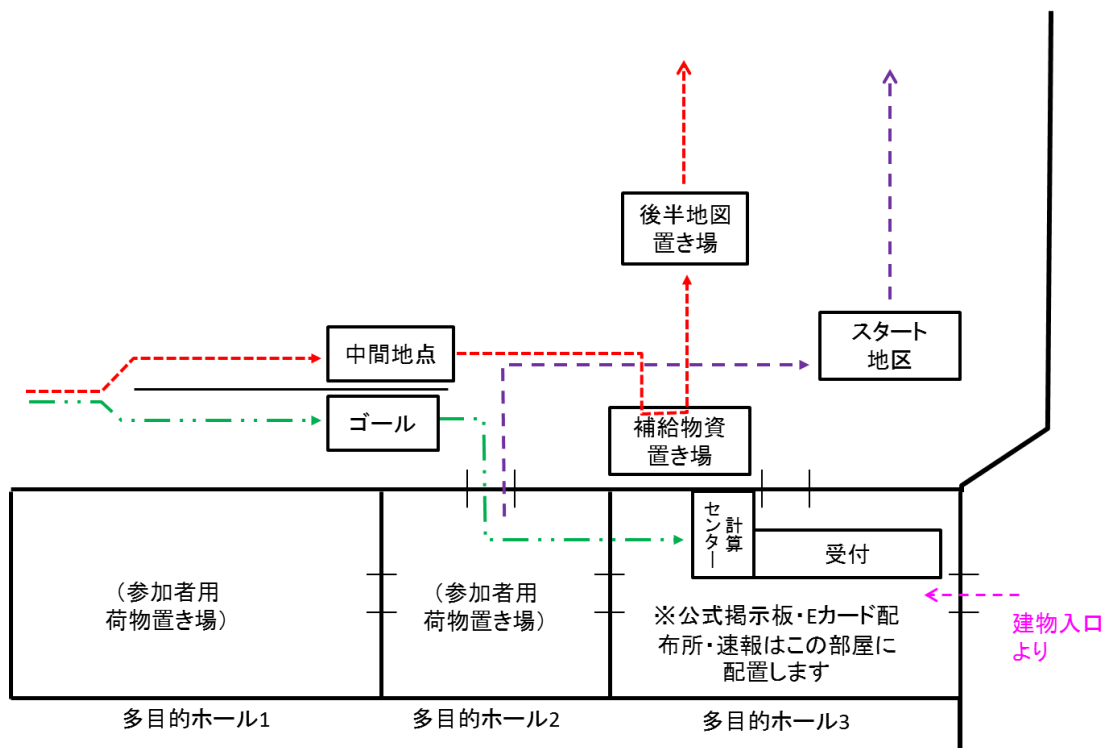 後半地図
置き場
スタート
地区
中間地点
ゴール
補給物資
置き場
計算
センター
受付
(参加者用
荷物置き場)
(参加者用
荷物置き場)
※公式掲示板・Eカード配
布所・速報はこの部屋に
配置します
建物入口
より
多目的ホール1
多目的ホール2
多目的ホール3